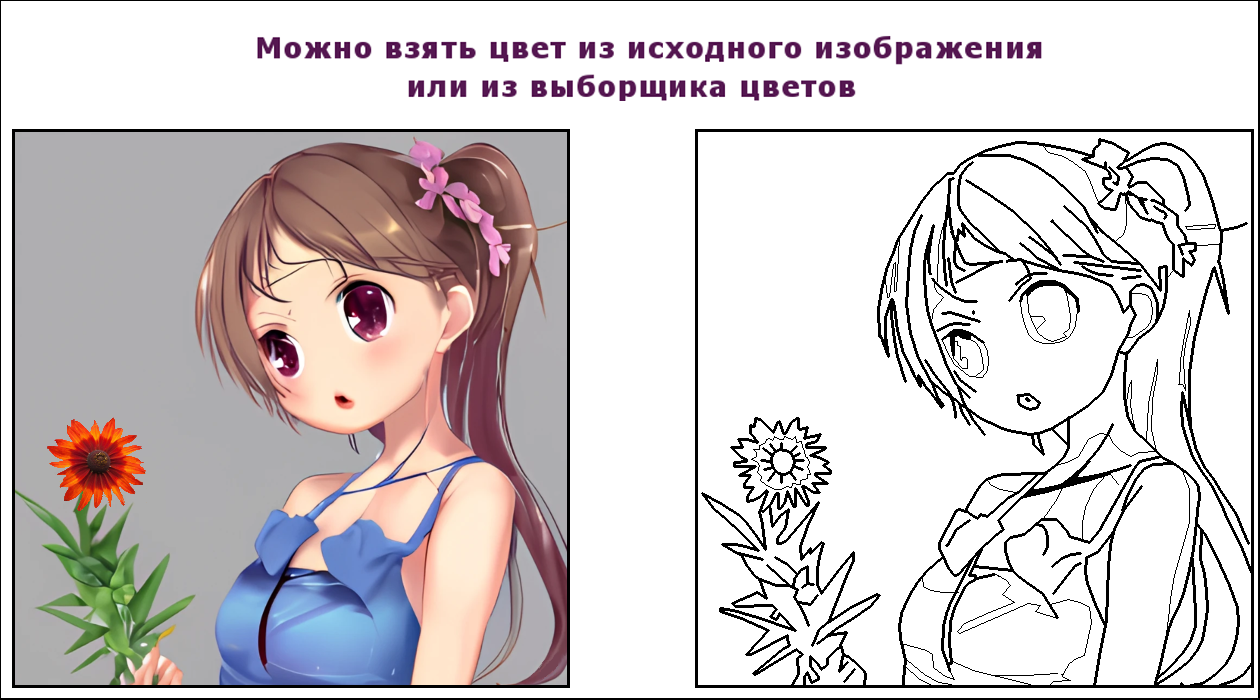 Можно взять цвет из исходного изображения
или из выборщика цветов